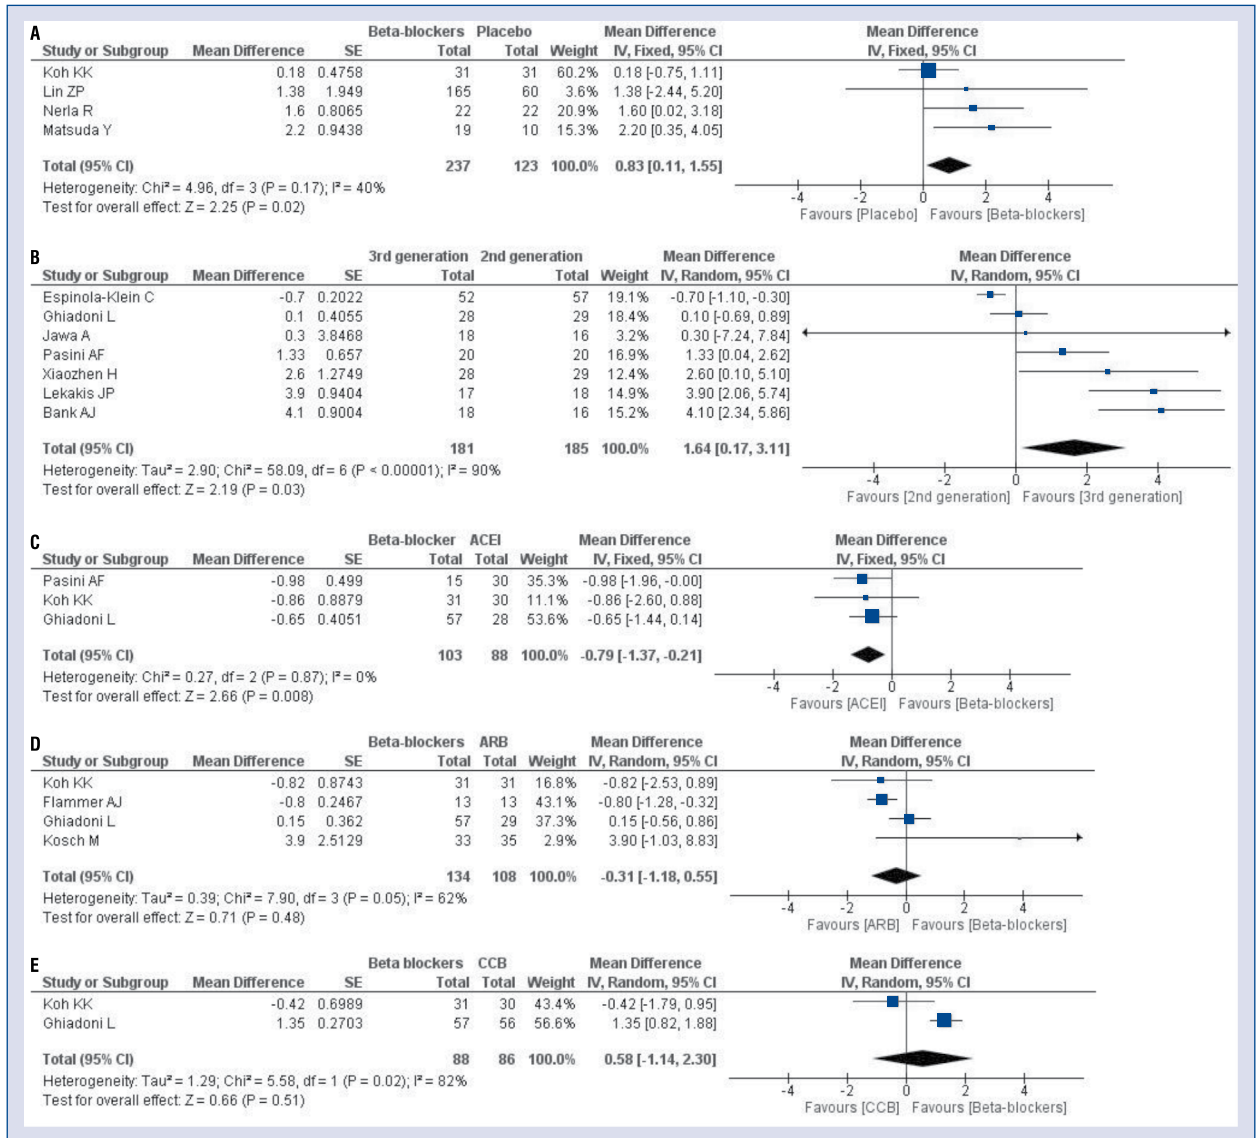 A
Beta-blockers Placebo Mean Difference Mean Difference
Study or Subgroup Mean Difference SE Total Total Weight IV, Fixed, 95% CI IV, Fixed, 95% CI
Koh KK 0.18 0.4758 31 31 60.2% 0.18 [-0.75, 1.11]
Lin ZP 1.38 1.949 165 60 3.6% 1.38 [-2.44, 5.20]
Nerla R 1.6 0.8065 22 22 20.9% 1.60 [0.02, 3.18]
Matsuda Y 2.2 0.9438 19 10 15.3% 2.20 [0.35, 4.05]
Total (95% CI) 237 123 100.0% 0.83 [0.11, 1.55]
Heterogeneity: Chi² = 4.96, df = 3 (P = 0.17); I² = 40%
Test for overall effect: Z = 2.25 (P = 0.02)
-4 -2 0 2 4
Favours [Placebo] Favours [Beta-blockers]
B
3rd generation 2nd generation Mean Difference Mean Difference
Study or Subgroup Mean Difference SE Total Total Weight IV, Random, 95% CI IV, Random, 95% CI
Espinola-Klein C -0.7 0.2022 52 57 19.1% -0.70 [-1.10, -0.30]
Ghiadoni L 0.1 0.4055 28 29 18.4% 0.10 [-0.69, 0.89]
Jawa A 0.3 3.8468 18 16 3.2% 0.30 [-7.24, 7.84]
Pasini AF 1.33 0.657 20 20 16.9% 1.33 [0.04, 2.62]
Xiaozhen H 2.6 1.2749 28 29 12.4% 2.60 [0.10, 5.10]
Lekakis JP 3.9 0.9404 17 18 14.9% 3.90 [2.06, 5.74]
Bank AJ 4.1 0.9004 18 16 15.2% 4.10 [2.34, 5.86]
Total (95% CI) 181 185 100.0% 1.64 [0.17, 3.11]
Heterogeneity: Tau² = 2.90; Chi² = 58.09, df = 6 (P < 0.00001); I² = 90%
Test for overall effect: Z = 2.19 (P = 0.03)
-4 -2 0 2 4
Favours [2nd generation] Favours [3rd generation]
C
Beta-blocker ACEI Mean Difference Mean Difference
Study or Subgroup Mean Difference SE Total Total Weight IV, Fixed, 95% CI IV, Fixed, 95% CI
Pasini AF -0.98 0.499 15 30 35.3% -0.98 [-1.96, -0.00]
Koh KK -0.86 0.8879 31 30 11.1% -0.86 [-2.60, 0.88]
Ghiadoni L -0.65 0.4051 57 28 53.6% -0.65 [-1.44, 0.14]
Total (95% CI) 103 88 100.0% -0.79 [-1.37, -0.21]
Heterogeneity: Chi² = 0.27, df = 2 (P = 0.87); I² = 0%
Test for overall effect: Z = 2.66 (P = 0.008)
-4 -2 0 2 4
Favours [ACEI] Favours [Beta-blockers]
D
Beta-blockers ARB Mean Difference Mean Difference
Study or Subgroup Mean Difference SE Total Total Weight IV, Random, 95% CI IV, Random, 95% CI
Koh KK -0.82 0.8743 31 31 16.8% -0.82 [-2.53, 0.89]
Flammer AJ -0.8 0.2467 13 13 43.1% -0.80 [-1.28, -0.32]
Ghiadoni L 0.15 0.362 57 29 37.3% 0.15 [-0.56, 0.86]
Kosch M 3.9 2.5129 33 35 2.9% 3.90 [-1.03, 8.83]
Total (95% CI) 134 108 100.0% -0.31 [-1.18, 0.55]
Heterogeneity: Tau² = 0.39; Chi² = 7.90, df = 3 (P = 0.05); I² = 62%
Test for overall effect: Z = 0.71 (P = 0.48)
-4 -2 0 2 4
Favours [ARB] Favours [Beta-blockers]
E
Beta blockers CCB Mean Difference Mean Difference
Study or Subgroup Mean Difference SE Total Total Weight IV, Random, 95% CI IV, Random, 95% CI
Koh KK -0.42 0.6989 31 30 43.4% -0.42 [-1.79, 0.95]
Ghiadoni L 1.35 0.2703 57 56 56.6% 1.35 [0.82, 1.88]
Total (95% CI) 88 86 100.0% 0.58 [-1.14, 2.30]
Heterogeneity: Tau² = 1.29; Chi² = 5.58, df = 1 (P = 0.02); I² = 82%
Test for overall effect: Z = 0.66 (P = 0.51)
-4 -2 0 2 4
Favours [CCB] Favours [Beta-blockers]